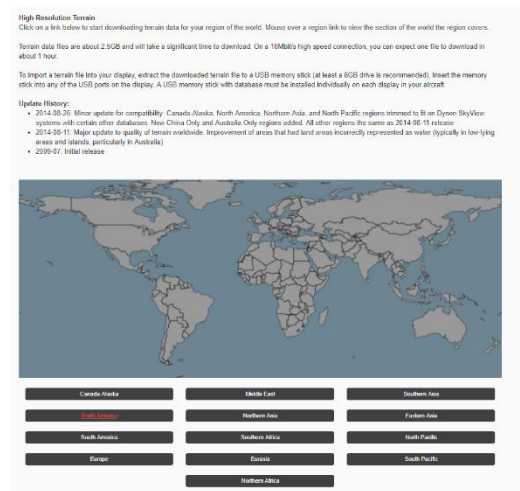 High Resolution Terrain
Click on a link below to start downloading terrain data for your region of the world. Mouse over a region link to view the section of the world the region covers.
Terrain data files are about 2.5GB and will take a significant time to download. On a 10Mbit/s high speed connection, you can expect one file to download in
about 1 hour.
To import a terrain file into your display, extract the downloaded terrain file to a USB memory stick (at least a 8GB drive is recommended). Insert the memory
stick into any of the USB ports on the display. A USB memory stick with database must be installed individually on each display in your aircraft.
Update History:
• 2014-08-26: Minor update for compatibility: Canada-Alaska, North America, Northern Asia, and North Pacific regions trimmed to fit on Dynon SkyView
systems with certain other databases. New China Only and Australia Only regions added. All other regions the same as 2014-08-11 release
• 2014-08-11: Major update to quality of terrain worldwide. Improvement of areas that had land areas incorrectly represented as water (typically in low-lying
areas and islands, particularly in Australia)
• 2009-07: Initial release
Canada Alaska
Middle East
Southern Asia
North America
Northern Asia
Eastern Asia
South America
Southern Africa
North Pacific
Europe
Eurasia
South Pacific
Northern Africa